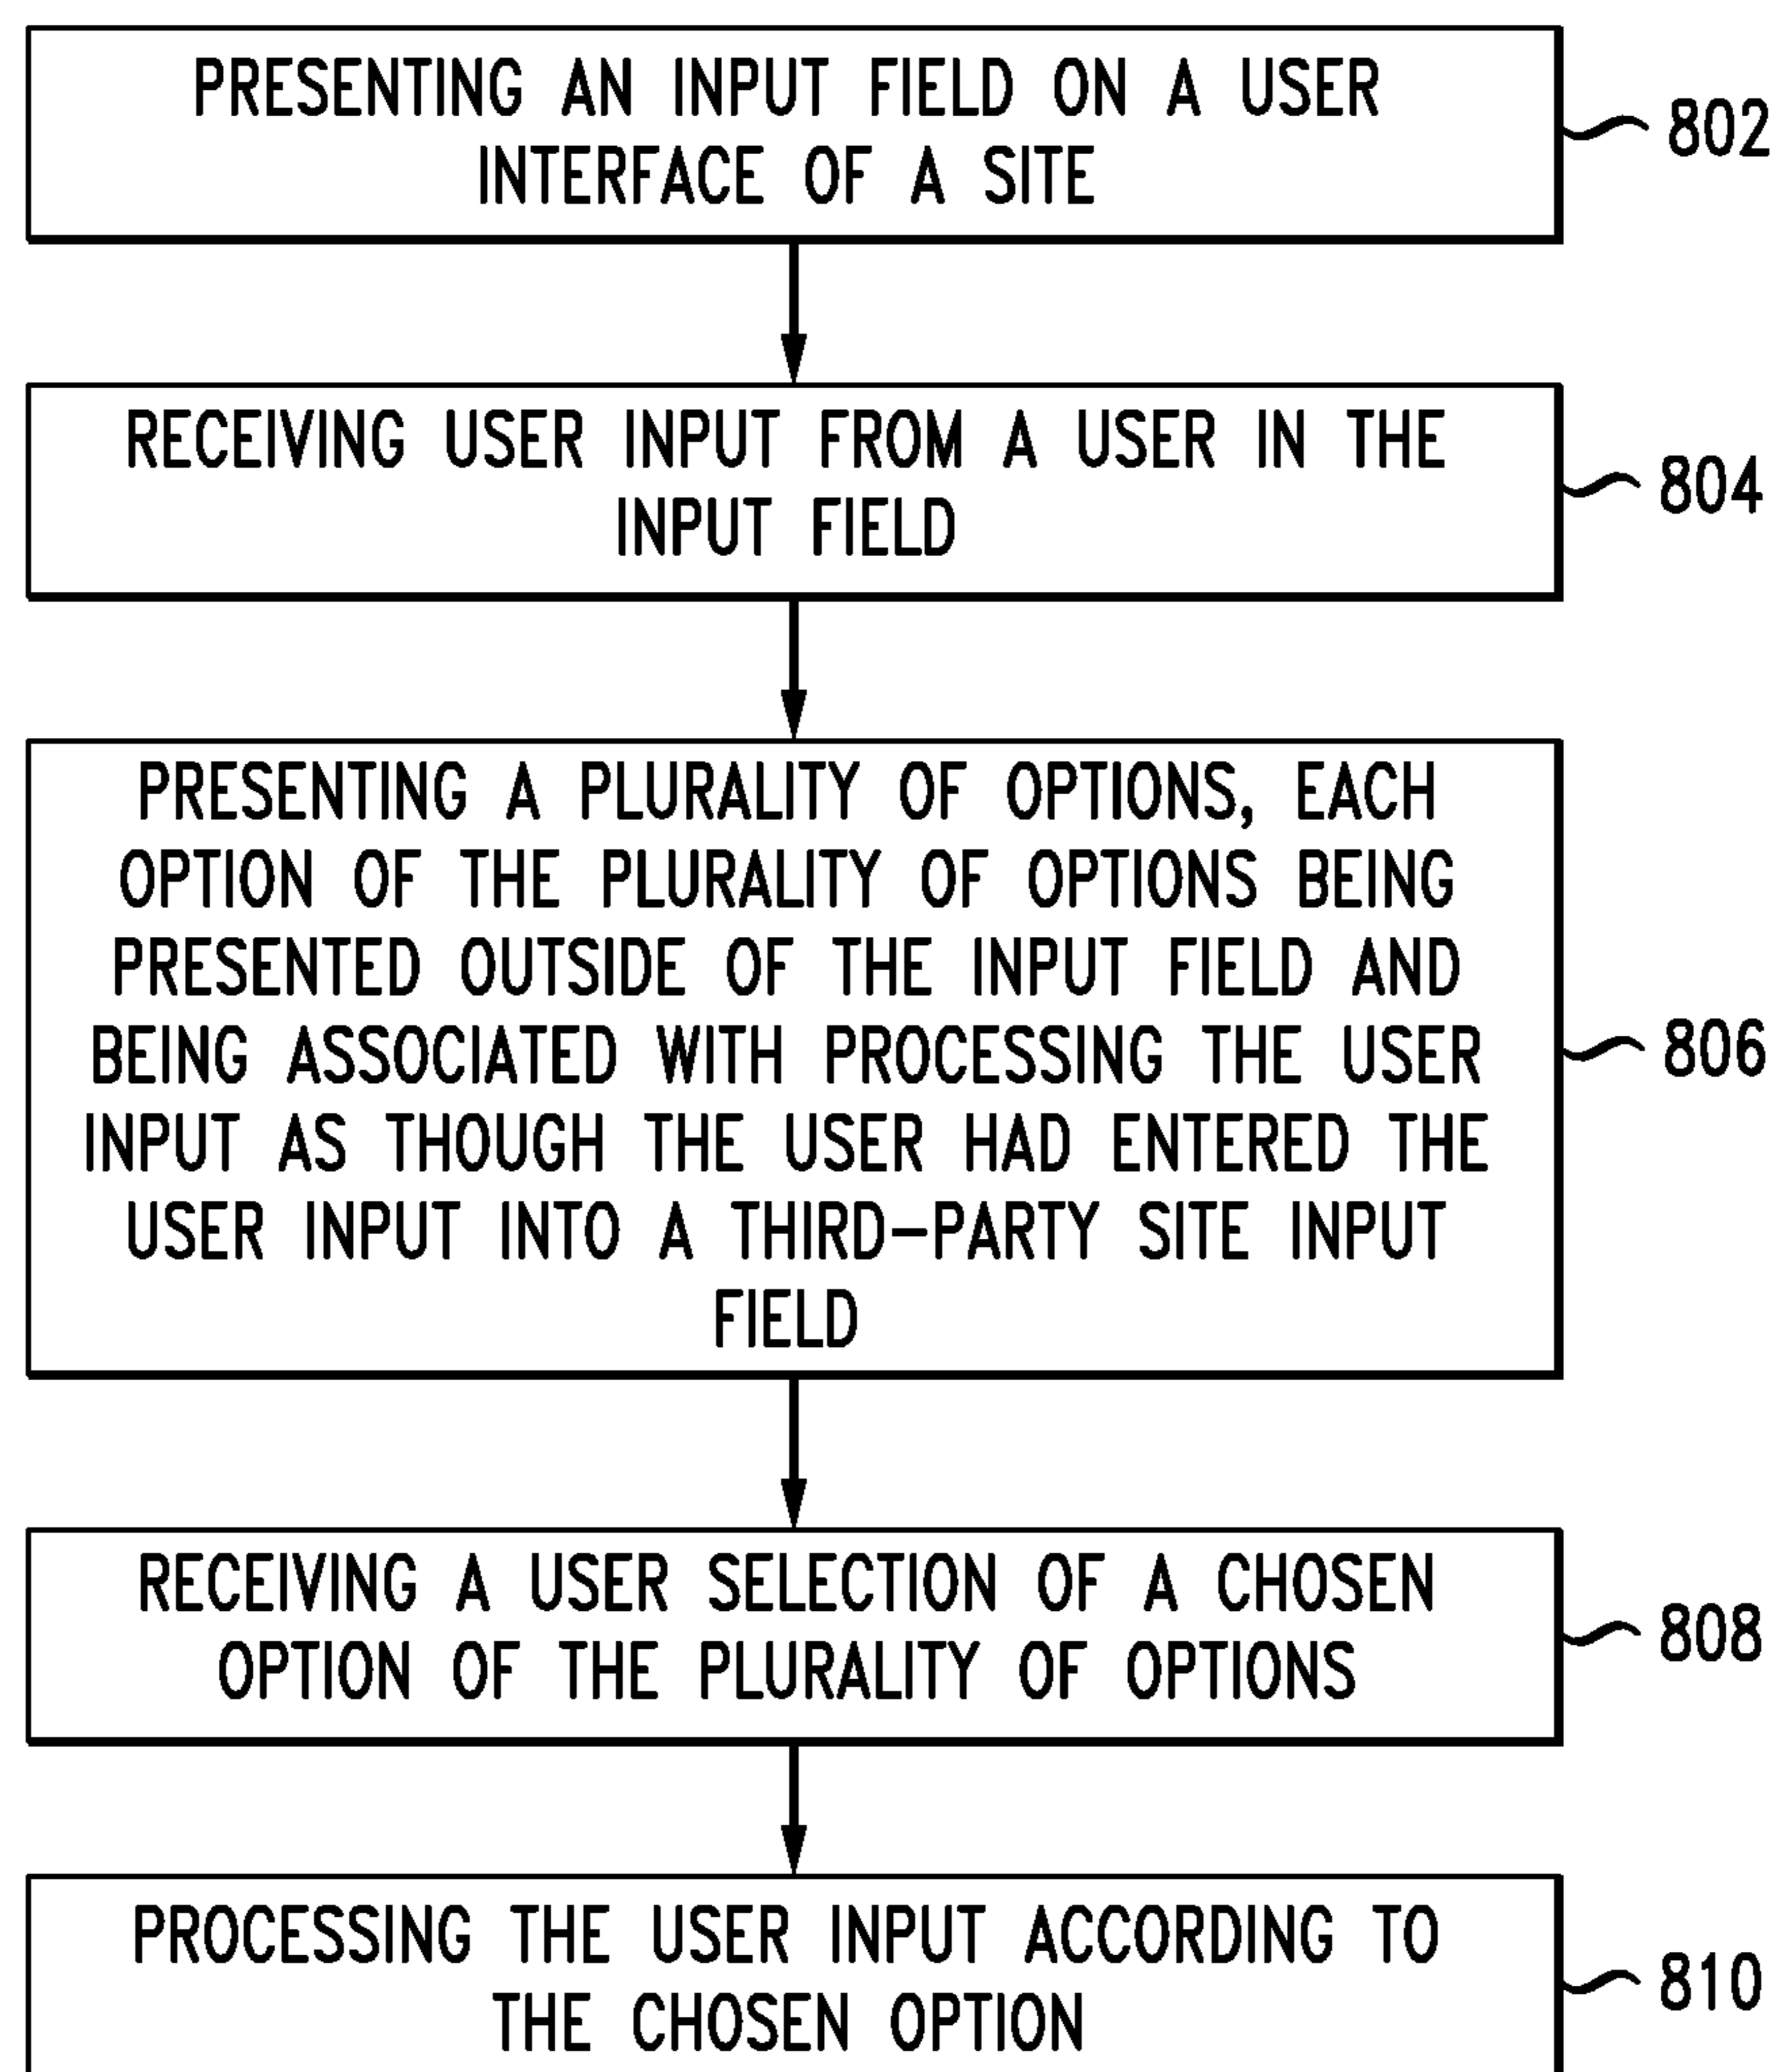 PRESENTING AN INPUT FIELD ON A USER
INTERFACE OF A SITE
802
RECEIVING USER INPUT FROM A USER IN THE
INPUT FIELD
804
PRESENTING A PLURALITY OF OPTIONS, EACH
OPTION OF THE PLURALITY OF OPTIONS BEING
PRESENTED OUTSIDE OF THE INPUT FIELD AND
BEING ASSOCIATED WITH PROCESSING THE USER
INPUT AS THOUGH THE USER HAD ENTERED THE
USER INPUT INTO A THIRD-PARTY SITE INPUT
FIELD
806
RECEIVING A USER SELECTION OF A CHOSEN
OPTION OF THE PLURALITY OF OPTIONS
808
PROCESSING THE USER INPUT ACCORDING TO
THE CHOSEN OPTION
810